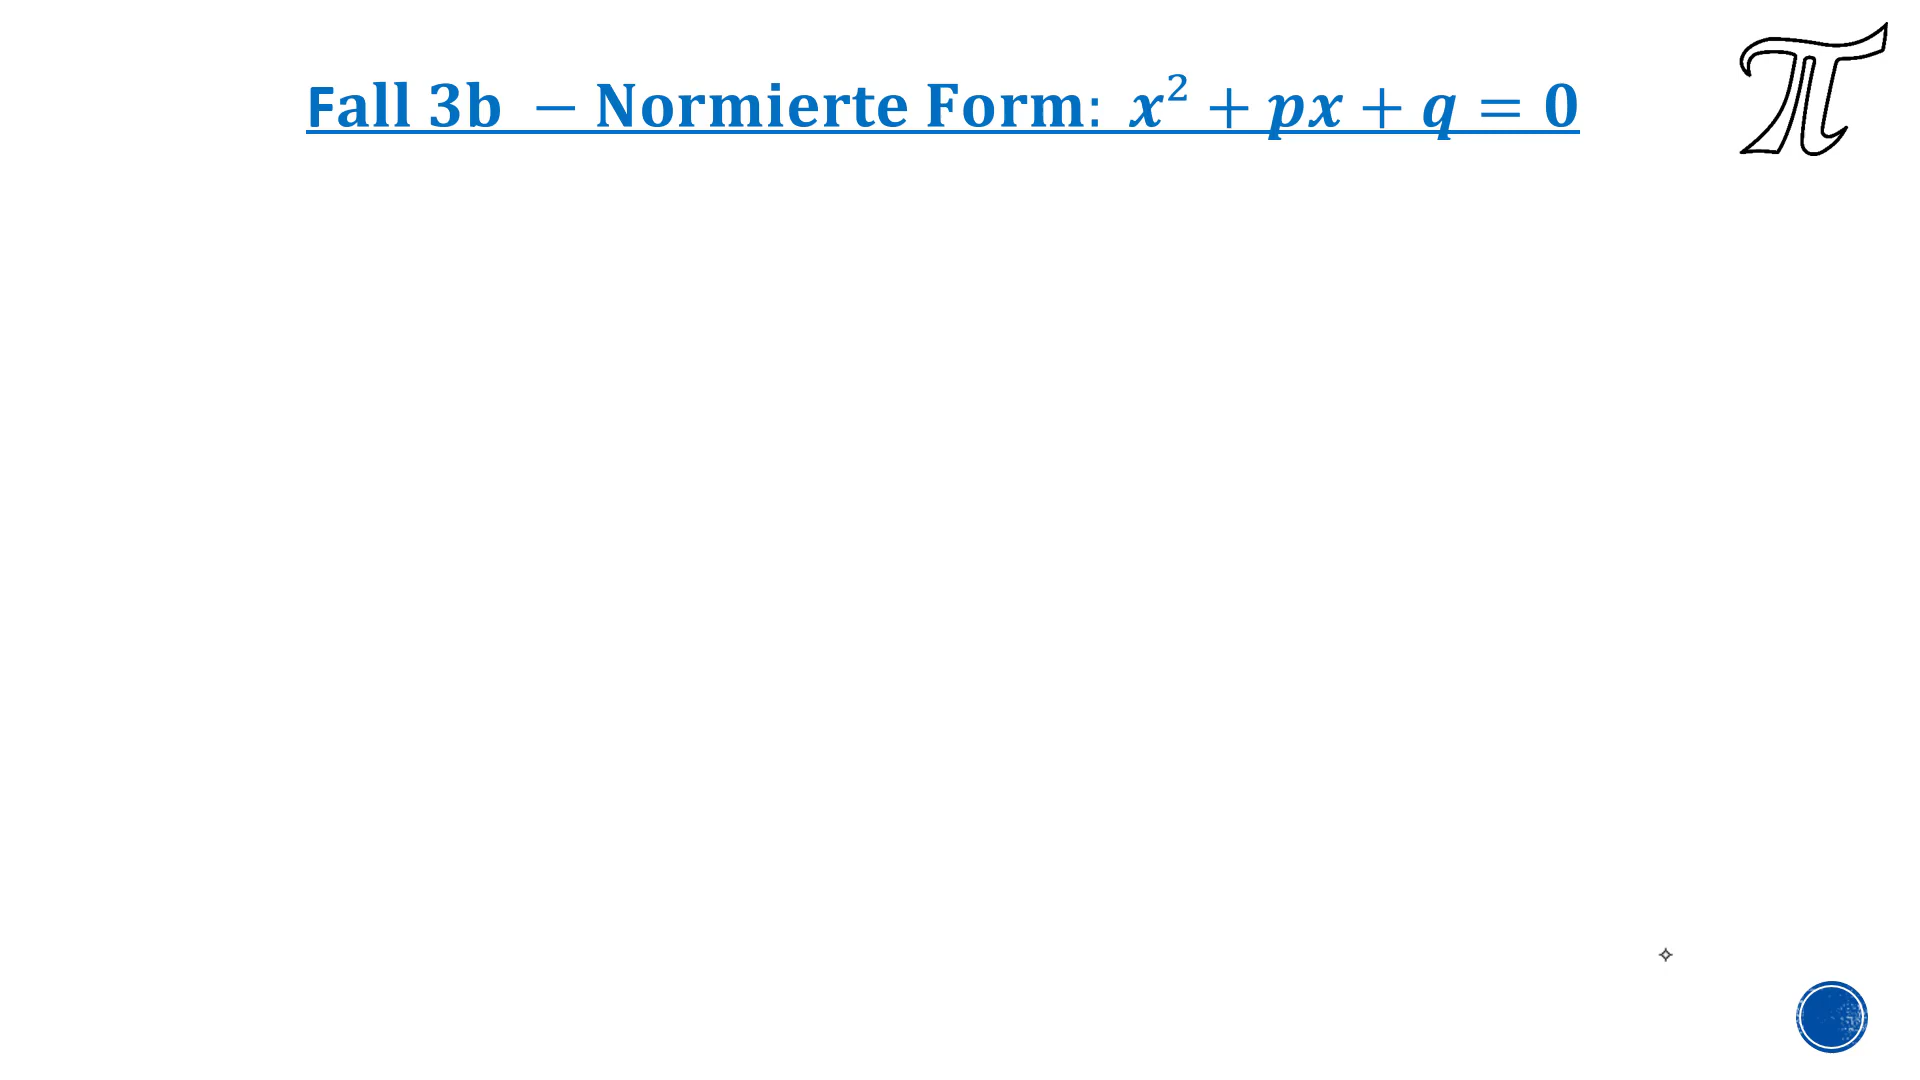 Fall 3b – Normierte Form: x² + px + q = 0
π